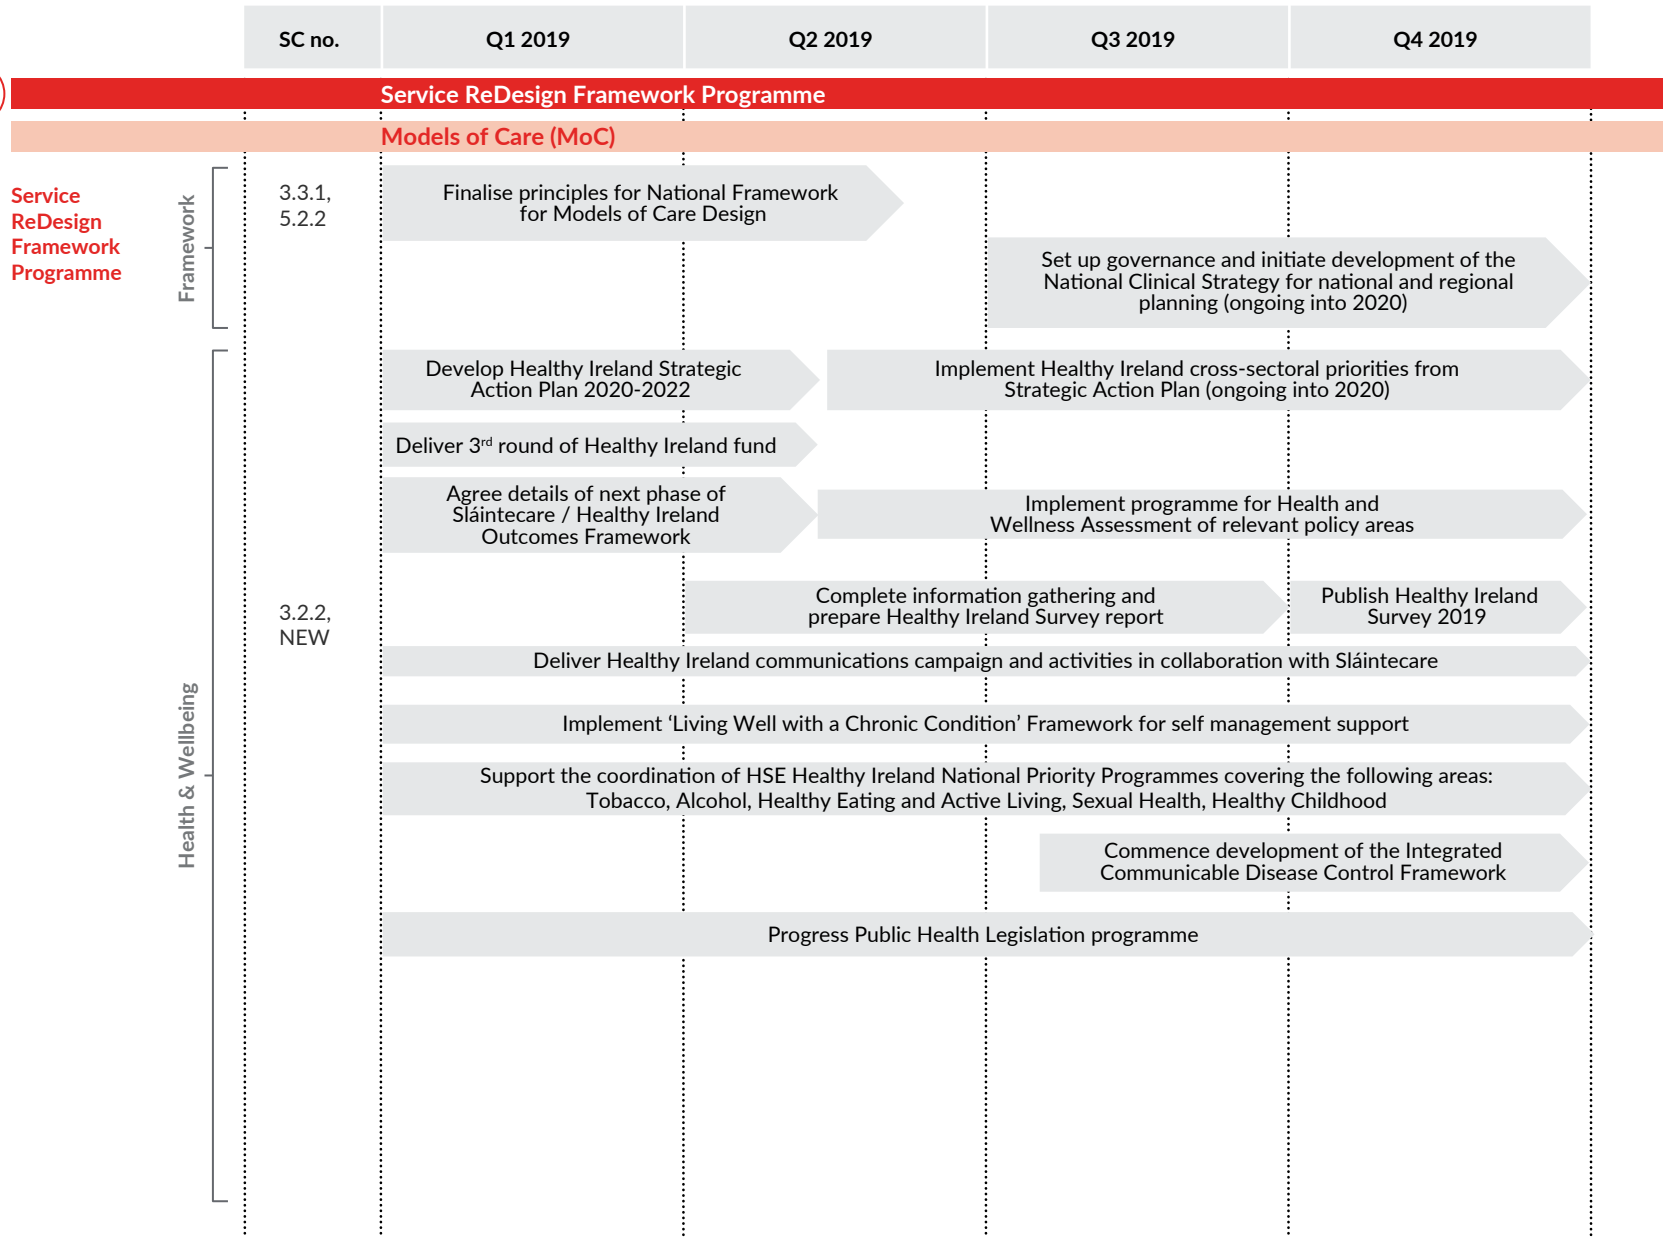 SC no.
Q1 2019
Q2 2019
Q3 2019
Q4 2019
Service ReDesign Framework Programme
Models of Care (MoC)
Service
ReDesign
Framework
Programme
Framework
3.3.1,
5.2.2
Finalise principles for National Framework
for Models of Care Design
Set up governance and initiate development of the
National Clinical Strategy for national and regional
planning (ongoing into 2020)
Health & Wellbeing
3.2.2,
NEW
Develop Healthy Ireland Strategic
Action Plan 2020-2022
Implement Healthy Ireland cross-sectoral priorities from
Strategic Action Plan (ongoing into 2020)
Deliver 3rd round of Healthy Ireland fund
Agree details of next phase of
Sláintecare / Healthy Ireland
Outcomes Framework
Implement programme for Health and
Wellness Assessment of relevant policy areas
Complete information gathering and
prepare Healthy Ireland Survey report
Publish Healthy Ireland
Survey 2019
Deliver Healthy Ireland communications campaign and activities in collaboration with Sláintecare
Implement ‘Living Well with a Chronic Condition’ Framework for self management support
Support the coordination of HSE Healthy Ireland National Priority Programmes covering the following areas:
Tobacco, Alcohol, Healthy Eating and Active Living, Sexual Health, Healthy Childhood
Commence development of the Integrated
Communicable Disease Control Framework
Progress Public Health Legislation programme